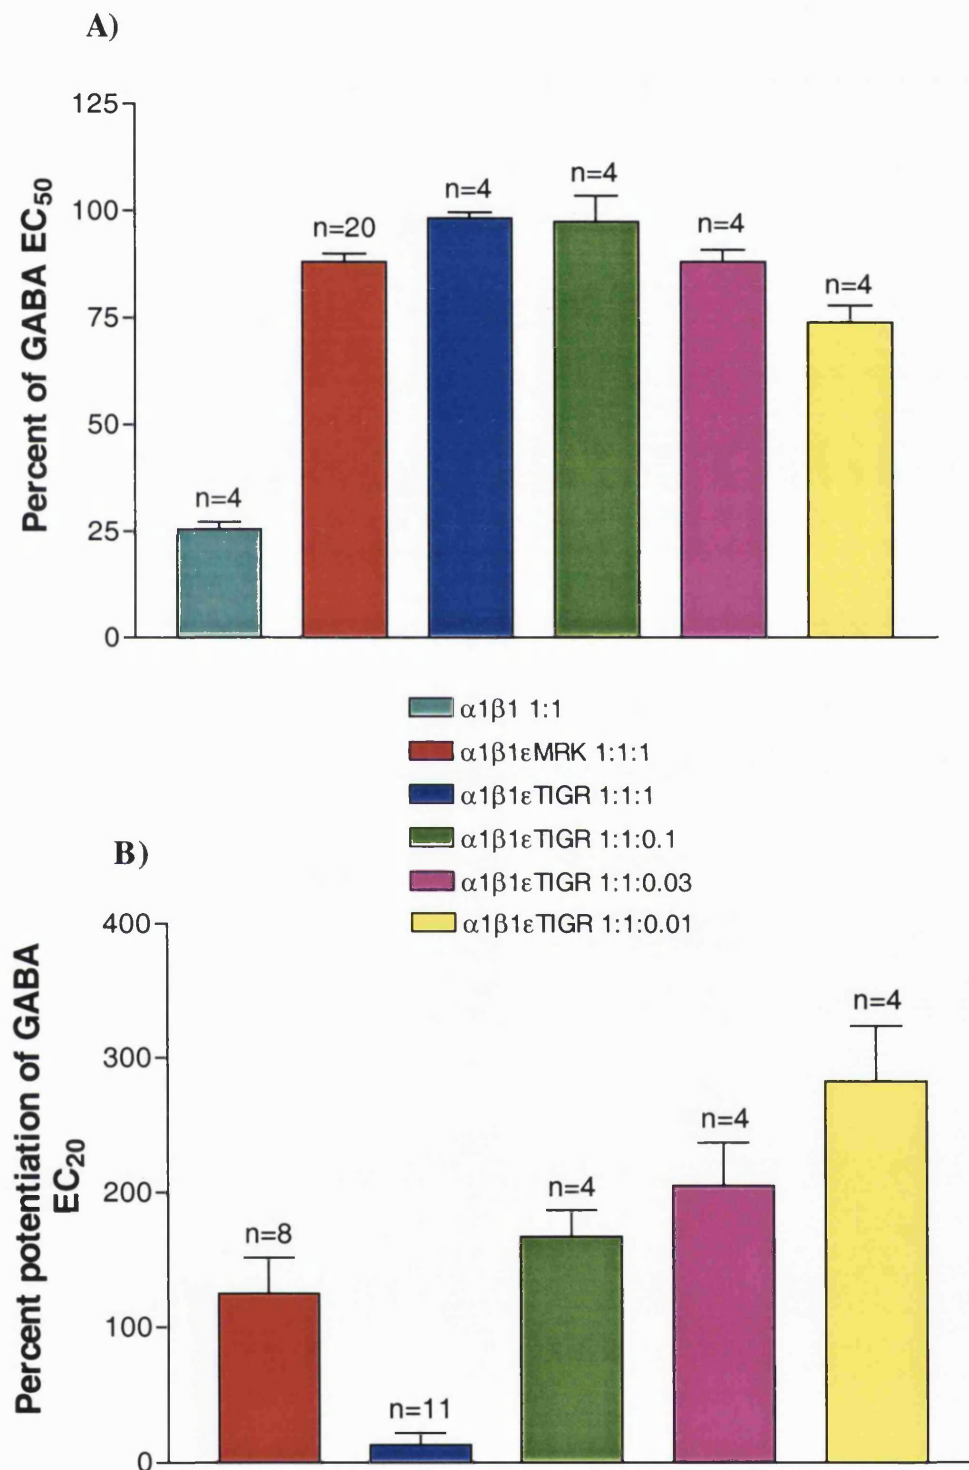 A)
Percent of GABA EC50
125
100
75
50
25
0
n=4
n=20
n=4
n=4
n=4
n=4
α1β1 1:1
α1β1εMRK 1:1:1
α1β1εTIGR 1:1:1
α1β1εTIGR 1:1:0.1
α1β1εTIGR 1:1:0.03
α1β1εTIGR 1:1:0.01
B)
Percent potentiation of GABA
EC20
400
300
200
100
0
n=8
n=11
n=4
n=4
n=4